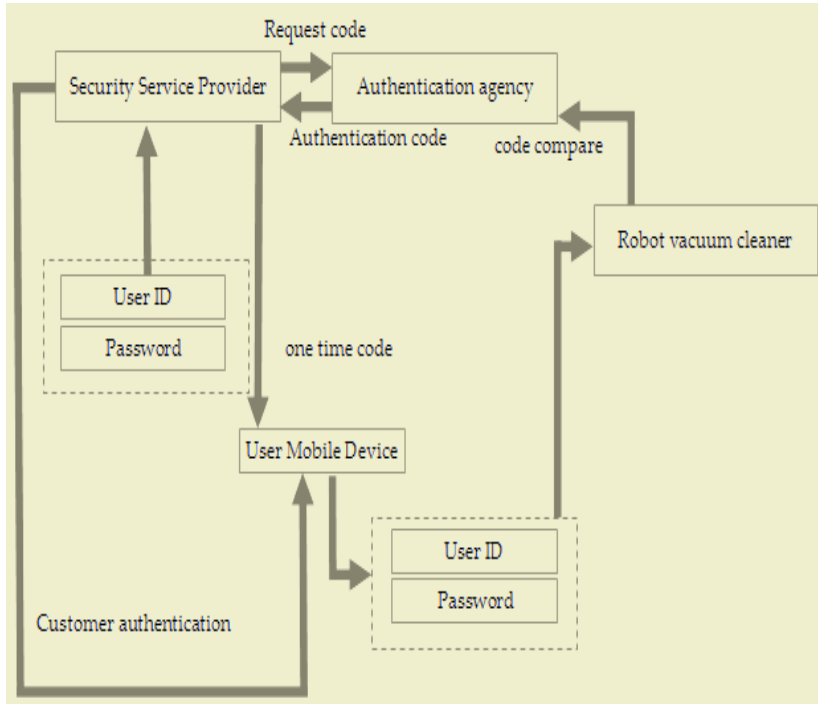 Request code
Security Service Provider
Authentication agency
Authentication code
code compare
Robot vacuum cleaner
User ID
Password
one time code
User Mobile Device
User ID
Password
Customer authentication